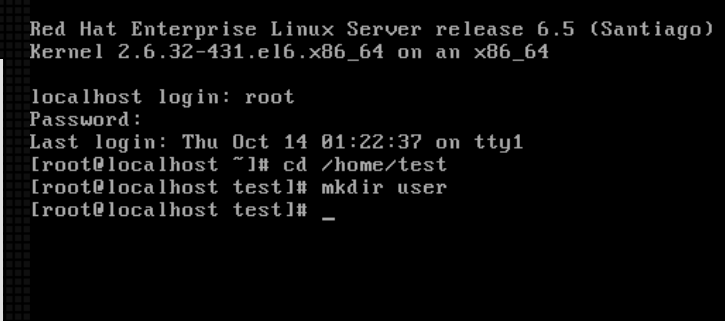 Red Hat Enterprise Linux Server release 6.5 (Santiago)
Kernel 2.6.32-431.el6.x86_64 on an x86_64
localhost login: root
Password:
Last login: Thu Oct 14 01:22:37 on tty1
[root@localhost ~]# cd /home/test
[root@localhost test]# mkdir user
[root@localhost test]# _